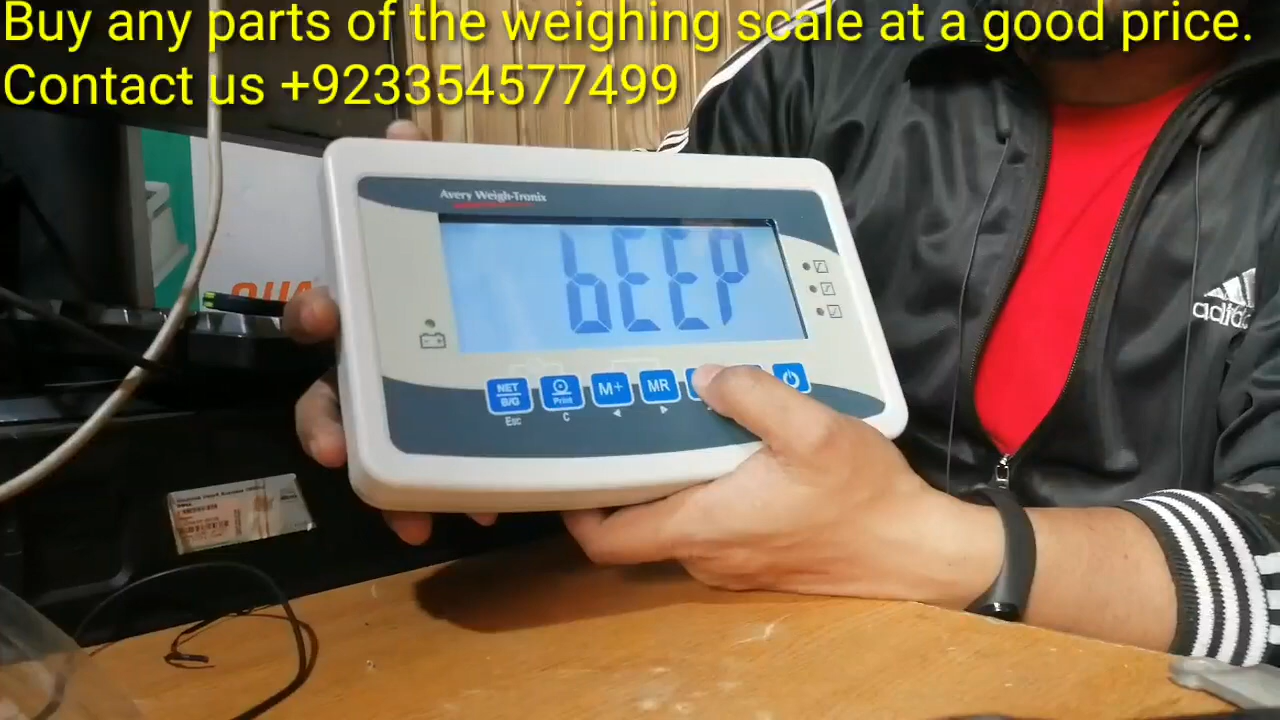 Buy any parts of the weighing scale at a good price.
Contact us +923354577499
Avery Weigh-Tronix
bEEP
NET
B/G
Print
M+
MR
Esc
C
adidas